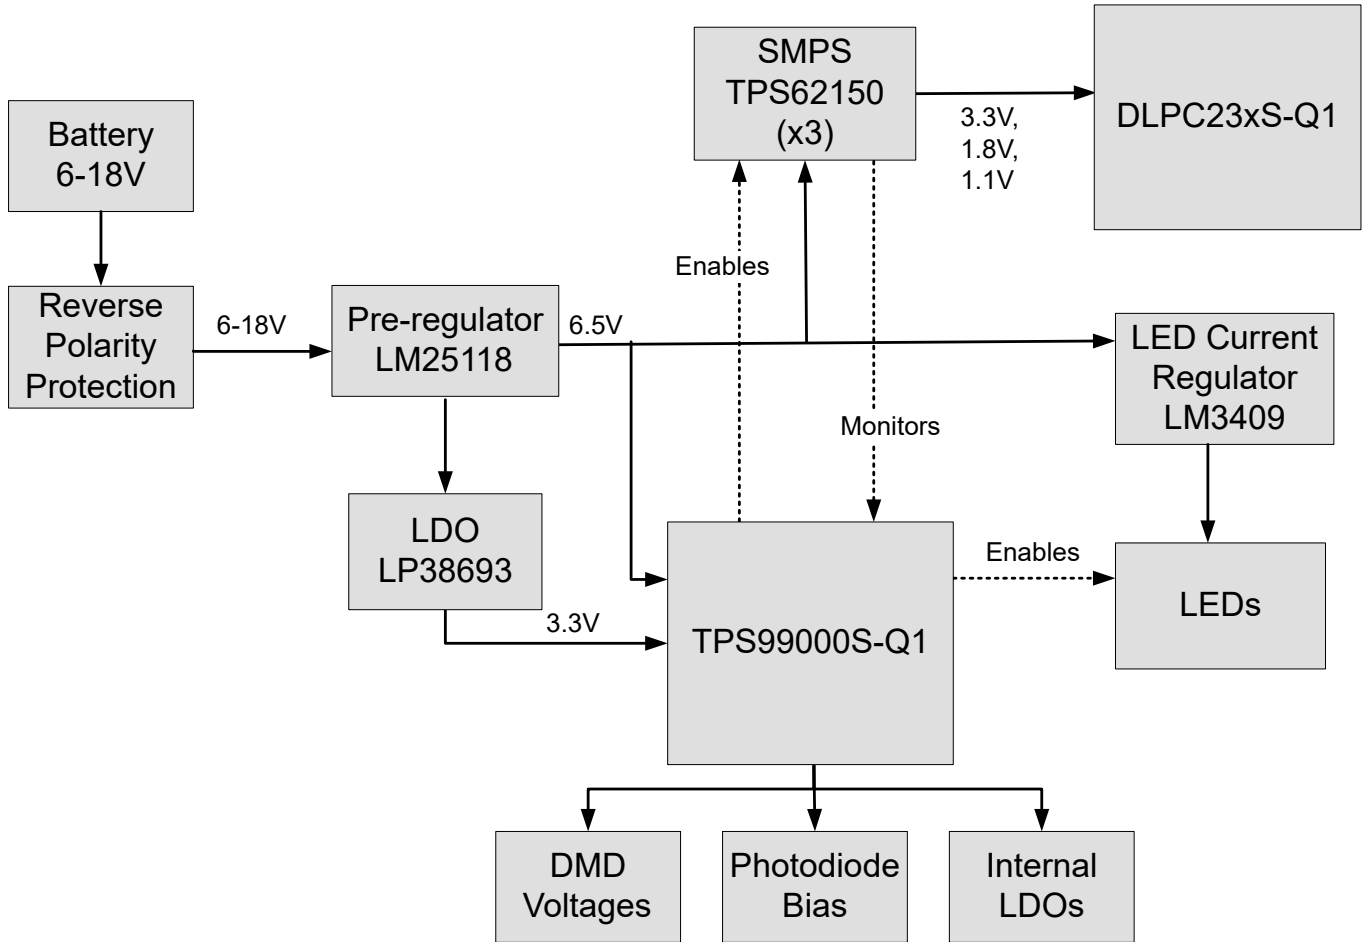 SMPS
TPS62150
(x3)
DLPC23xS-Q1
3.3V,
1.8V,
1.1V
Battery
6-18V
Enables
Reverse
Polarity
Protection
6-18V
Pre-regulator
LM25118
6.5V
LED Current
Regulator
LM3409
Monitors
LDO
LP38693
3.3V
TPS99000S-Q1
Enables
LEDs
DMD
Voltages
Photodiode
Bias
Internal
LDOs